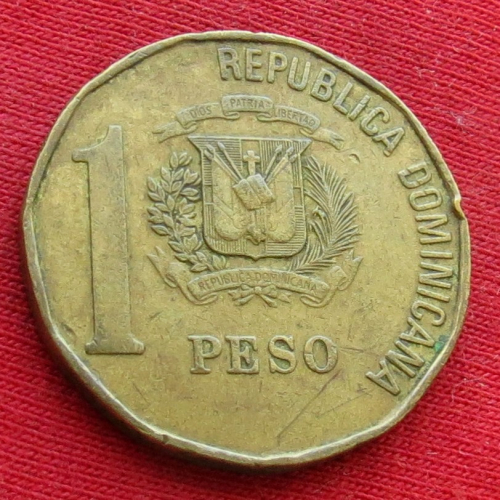 REPUBLICA DOMINICANA
DIOS PATRIA LIBERTAD
1
REPUBLICA DOMINICANA
PESO